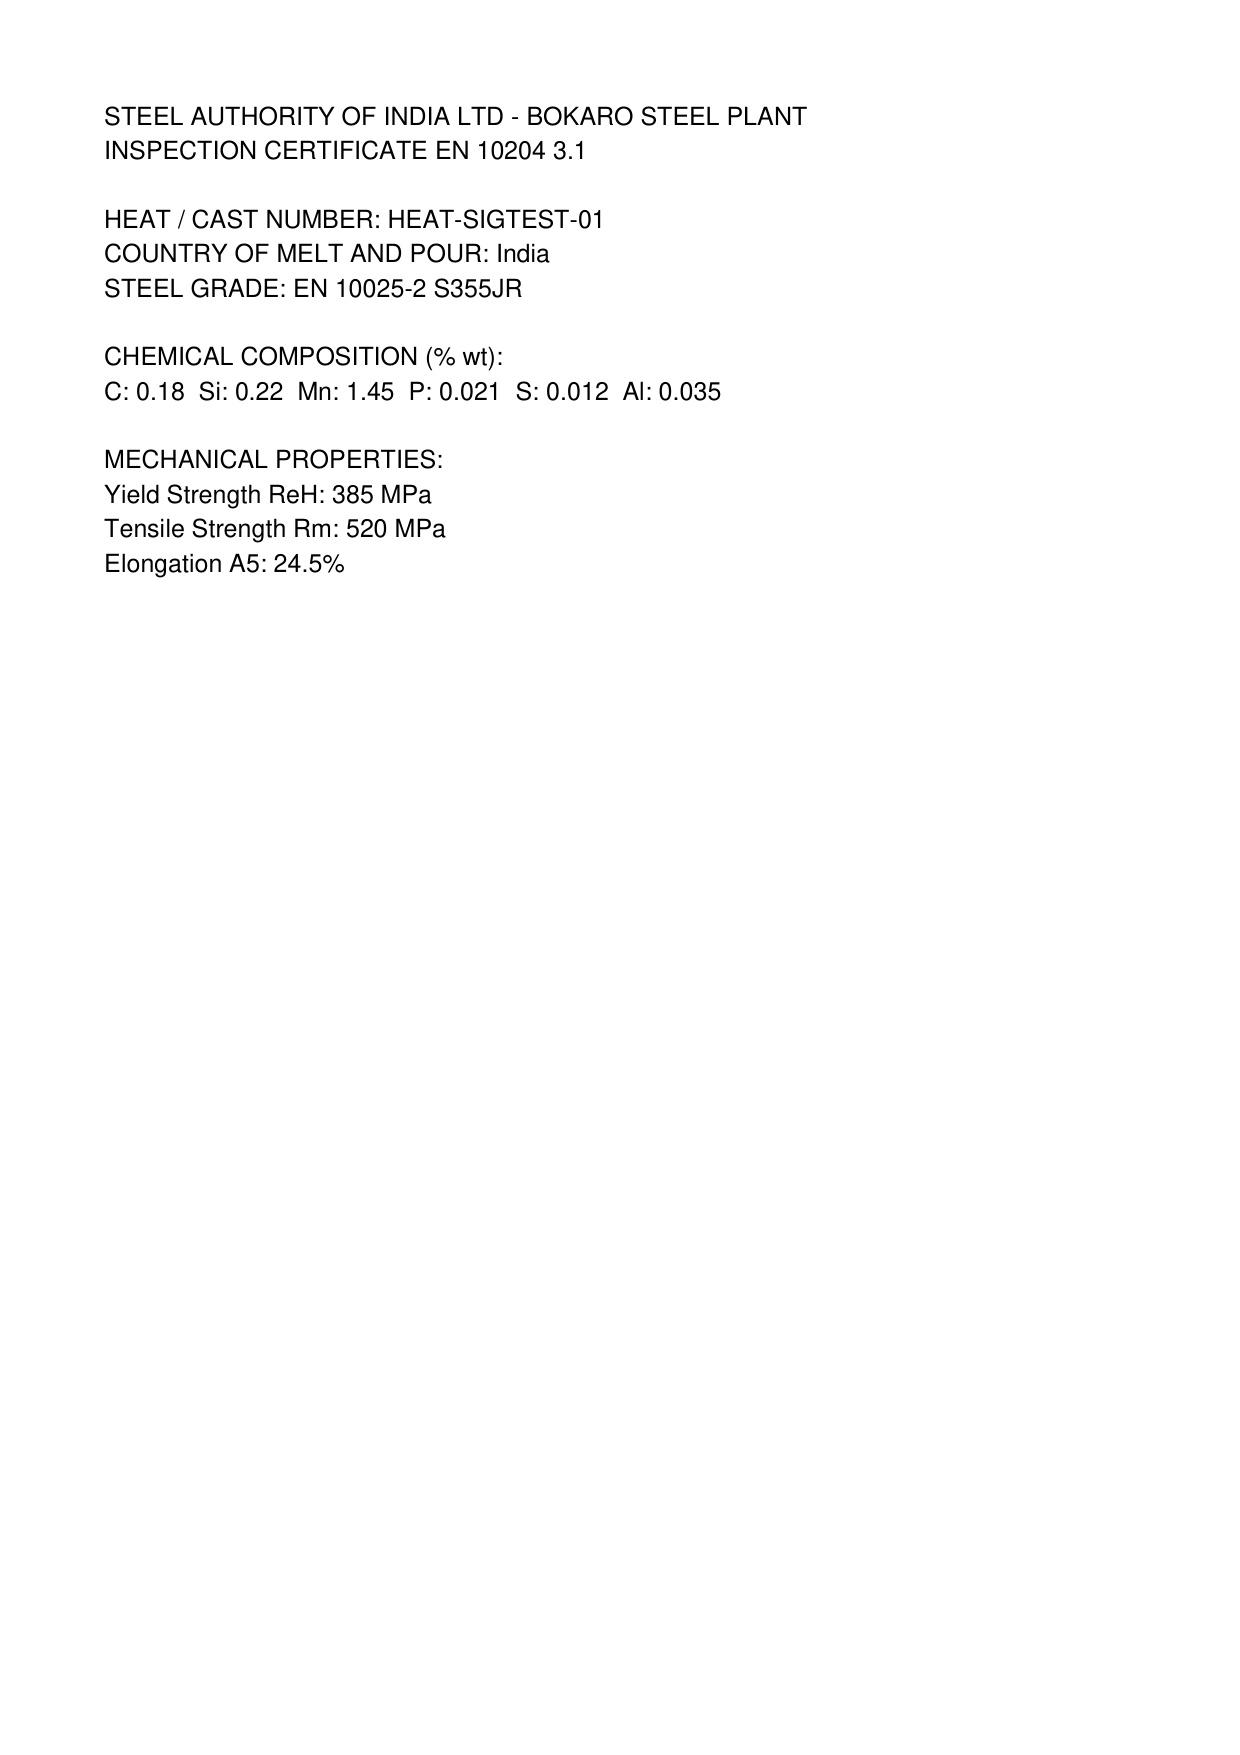 STEEL AUTHORITY OF INDIA LTD - BOKARO STEEL PLANT
INSPECTION CERTIFICATE EN 10204 3.1
HEAT / CAST NUMBER: HEAT-SIGTEST-01
COUNTRY OF MELT AND POUR: India
STEEL GRADE: EN 10025-2 S355JR
CHEMICAL COMPOSITION (% wt):
C: 0.18  Si: 0.22  Mn: 1.45  P: 0.021  S: 0.012  Al: 0.035
MECHANICAL PROPERTIES:
Yield Strength ReH: 385 MPa
Tensile Strength Rm: 520 MPa
Elongation A5: 24.5%